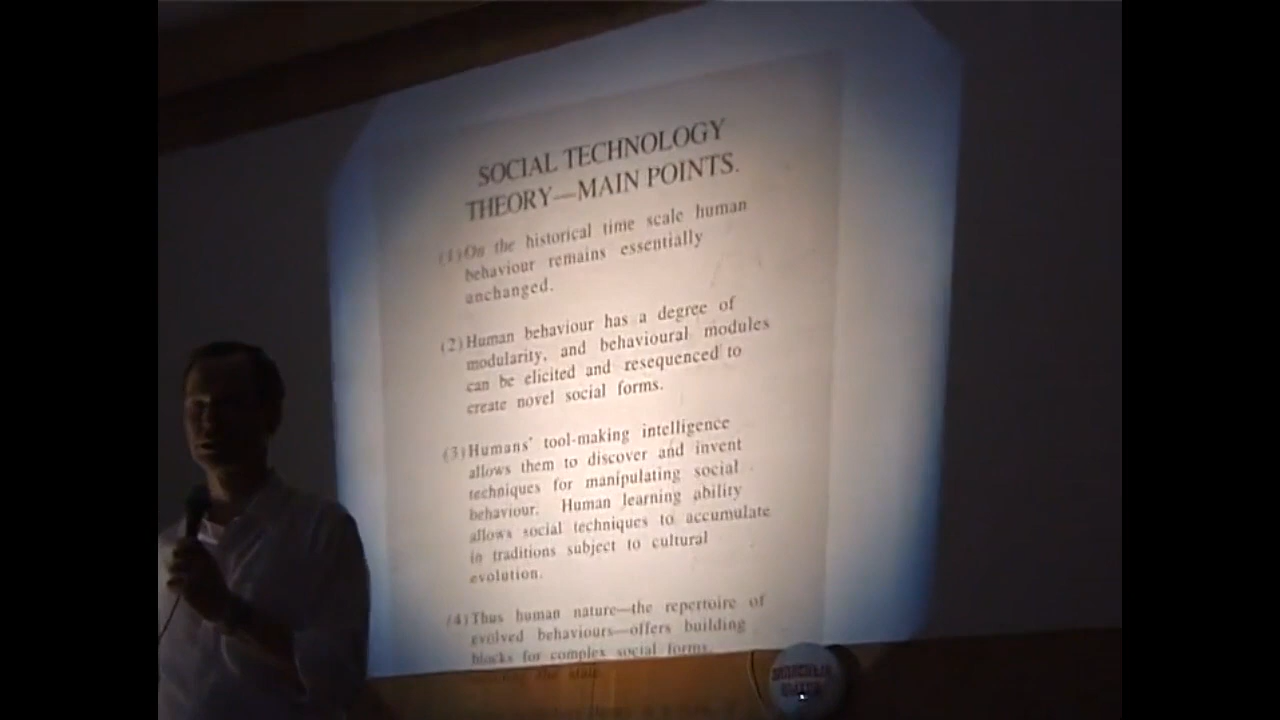 SOCIAL TECHNOLOGY
THEORY—MAIN POINTS.
(1) On the historical time scale human
behaviour remains essentially
anchanged.
(2) Human behaviour has a degree of
modularity, and behavioural modules
can be elicited and resequenced to
create novel social forms.
(3) Humans' tool-making intelligence
allows them to discover and invent
techniques for manipulating social
behaviour. Human learning ability
allows social techniques to accumulate
in traditions subject to cultural
evolution.
(4) Thus human nature—the repertoire of
evolved behaviours—offers building
blocks for complex social forms,
the state.